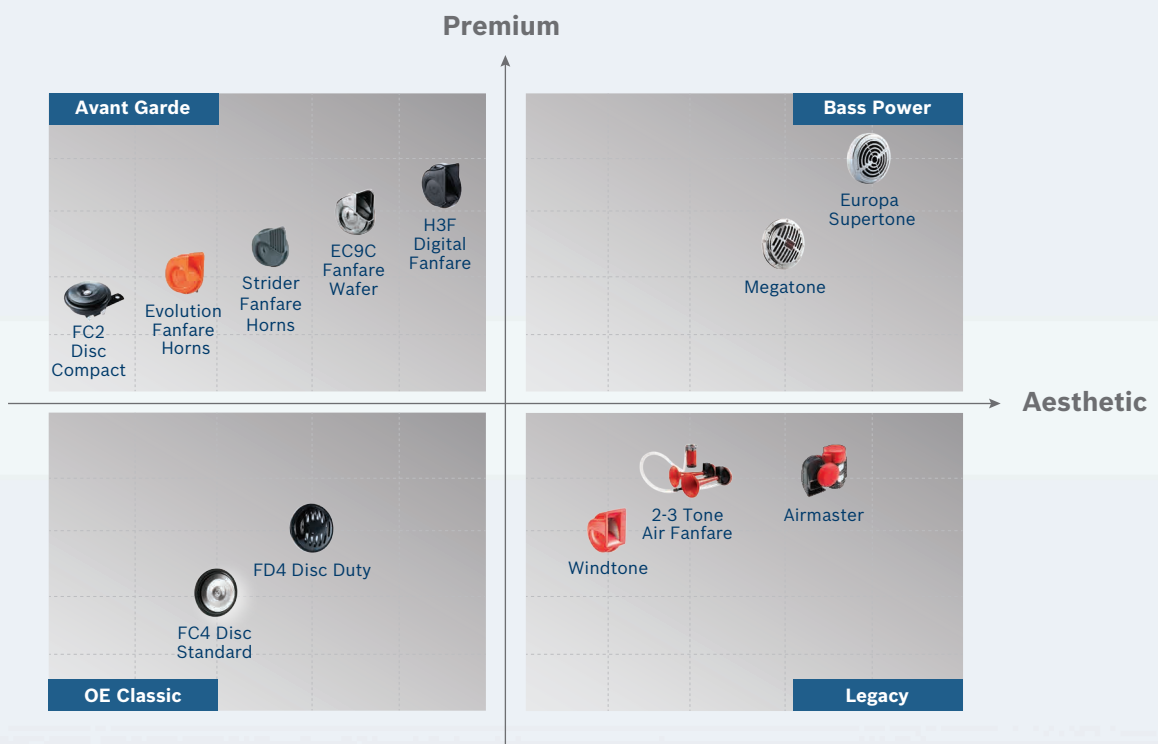 Premium
Avant Garde
Bass Power
Europa
Supertone
H3F
Digital
Fanfare
EC9C
Fanfare
Wafer
Strider
Fanfare
Horns
Megatone
Evolution
Fanfare
Horns
FC2
Disc
Compact
Aesthetic
2-3 Tone
Air Fanfare
Airmaster
Windtone
FD4 Disc Duty
FC4 Disc
Standard
OE Classic
Legacy